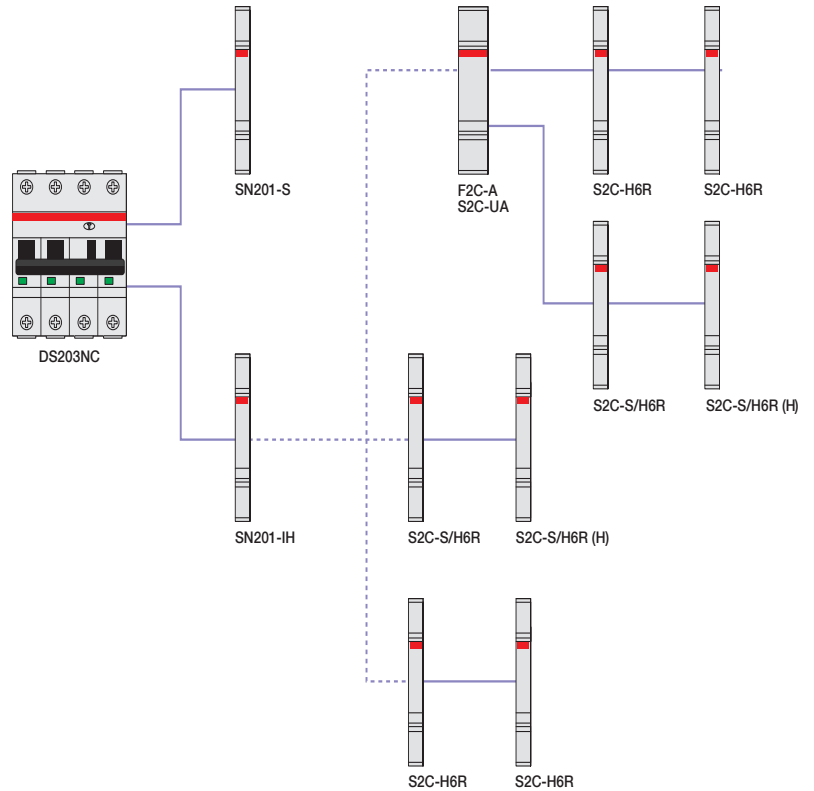 SN201-S
F2C-A
S2C-UA
S2C-H6R
S2C-H6R
DS203NC
S2C-S/H6R
S2C-S/H6R (H)
SN201-IH
S2C-S/H6R
S2C-S/H6R (H)
S2C-H6R
S2C-H6R